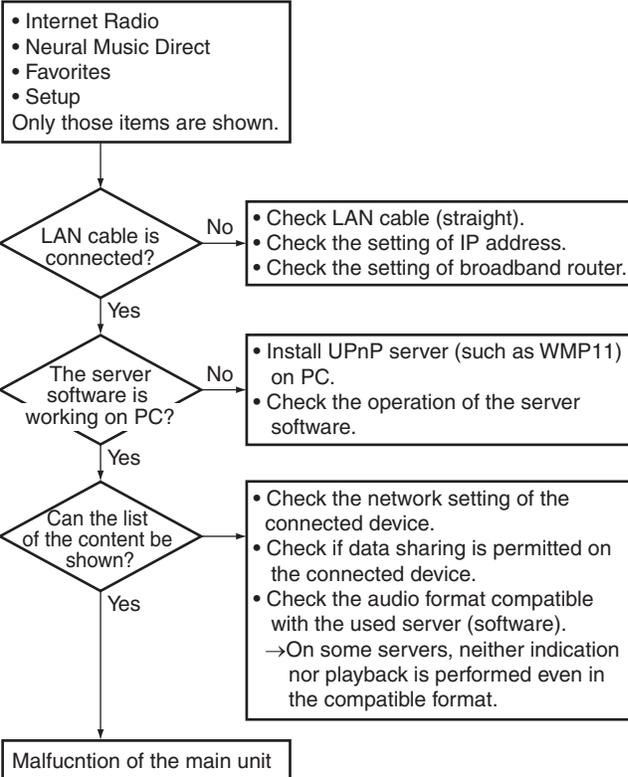 • Internet Radio
• Neural Music Direct
• Favorites
• Setup
Only those items are shown.
LAN cable is
connected?
No
• Check LAN cable (straight).
• Check the setting of IP address.
• Check the setting of broadband router.
Yes
The server
software is
working on PC?
No
• Install UPnP server (such as WMP11)
on PC.
• Check the operation of the server
software.
Yes
Can the list
of the content be
shown?
• Check the network setting of the
connected device.
• Check if data sharing is permitted on
the connected device.
• Check the audio format compatible
with the used server (software).
→On some servers, neither indication
nor playback is performed even in
the compatible format.
Yes
Malfucntion of the main unit